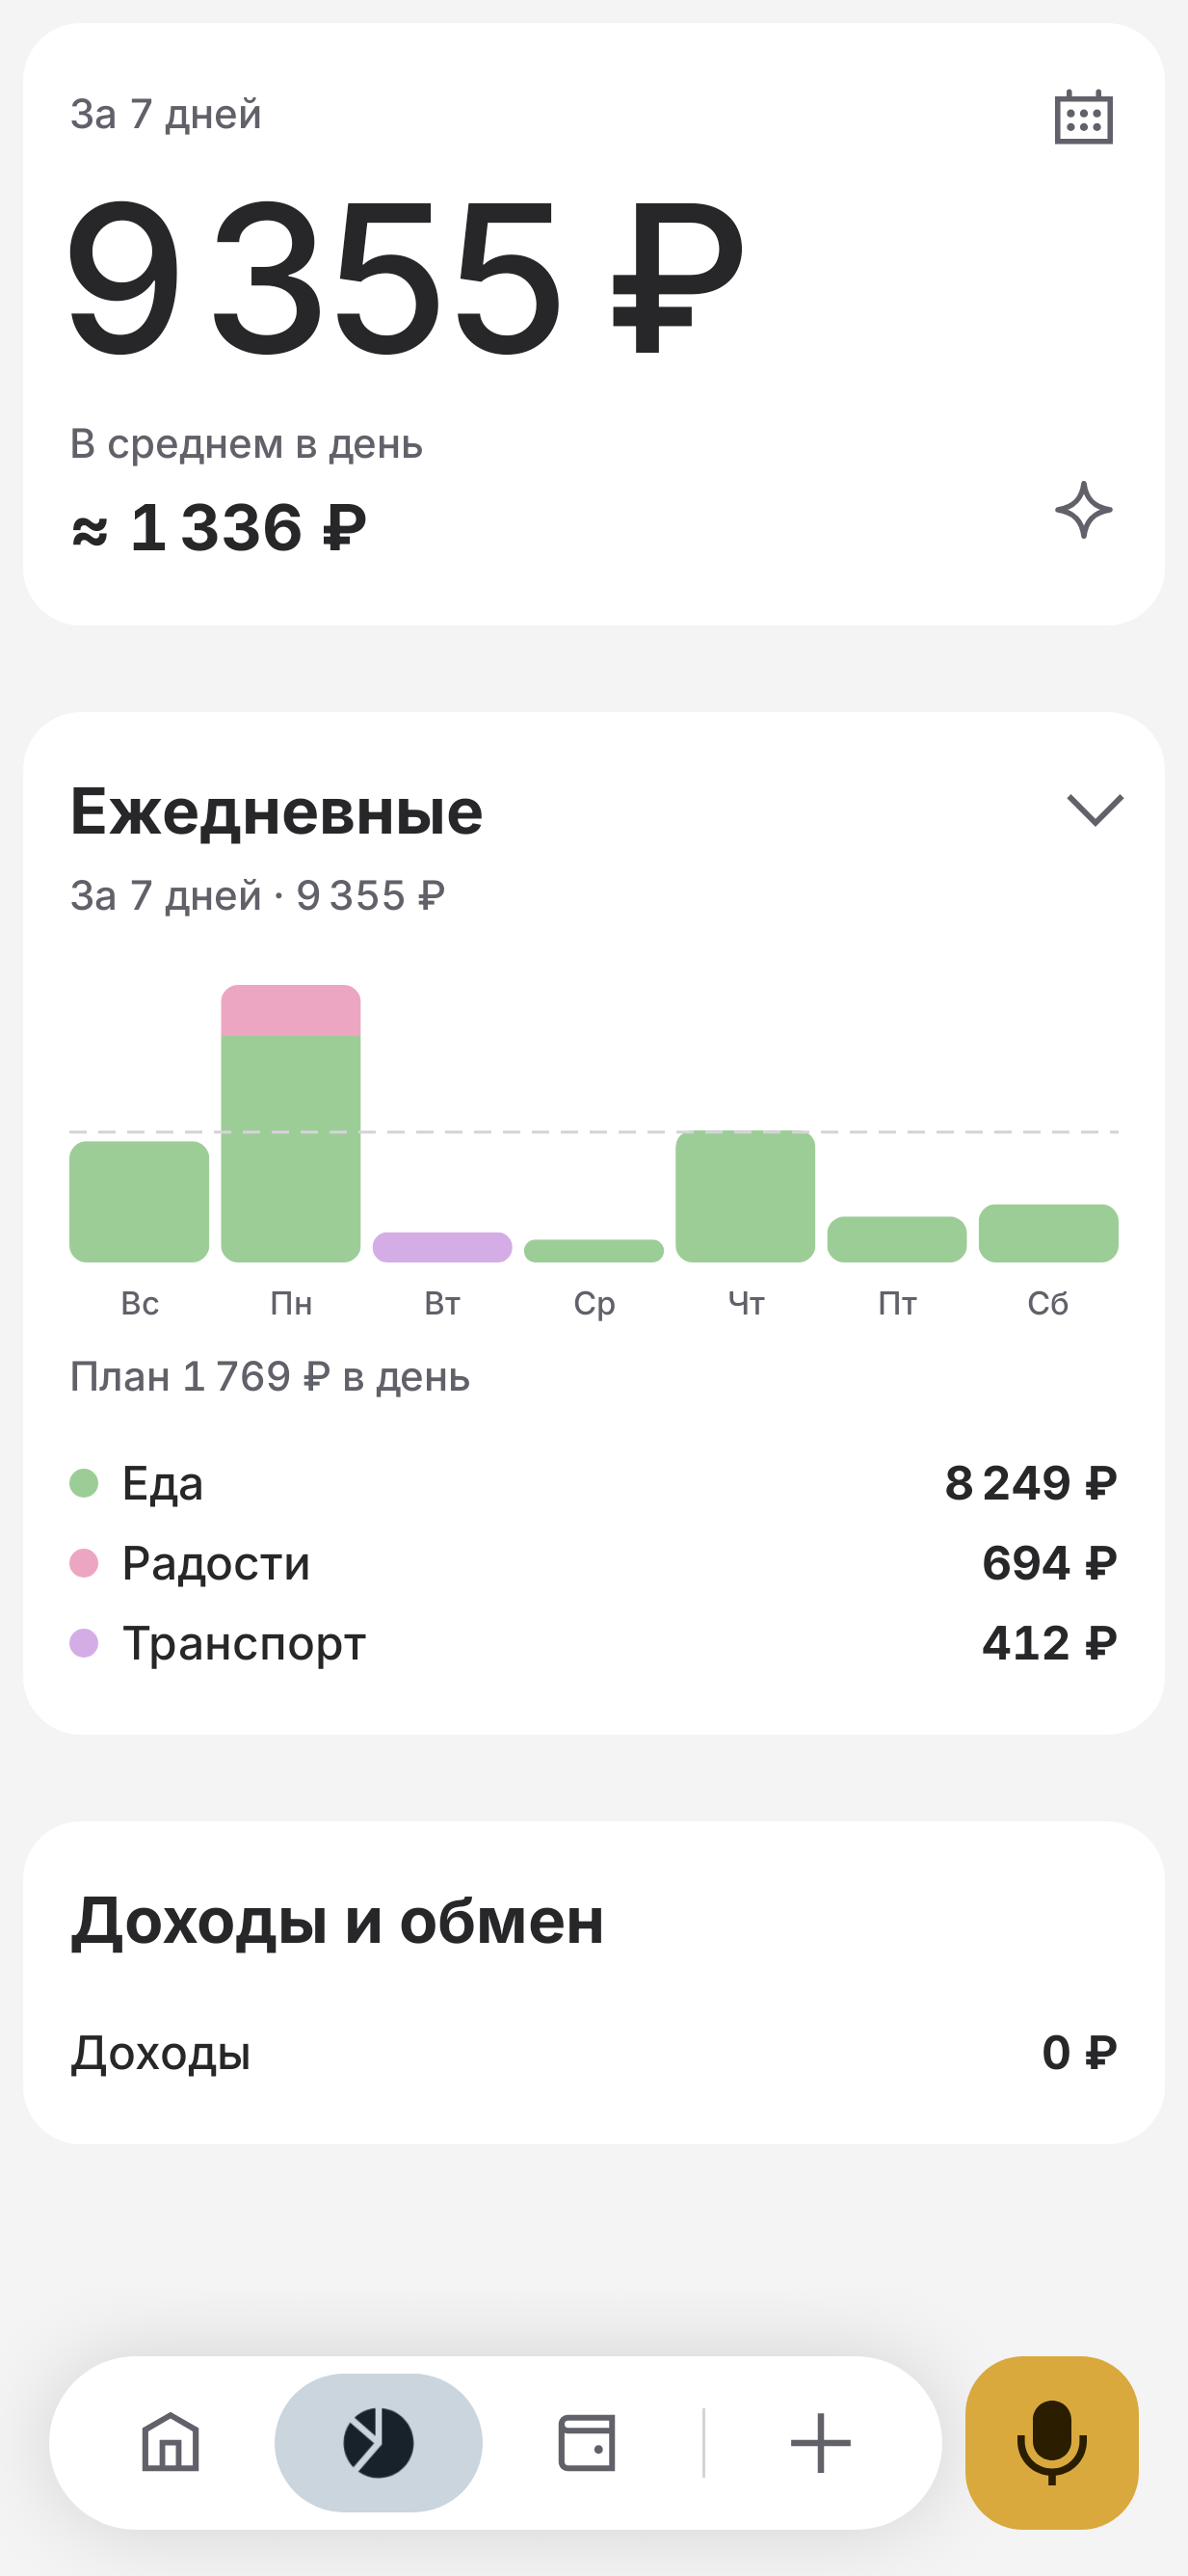 За 7 дней
9 355 ₽
В среднем в день
≈ 1 336 ₽
Ежедневные
За 7 дней · 9 355 ₽
Вс Пн Вт Ср Чт Пт Сб
План 1 769 ₽ в день
Еда 8 249 ₽
Радости 694 ₽
Транспорт 412 ₽
Доходы и обмен
Доходы 0 ₽